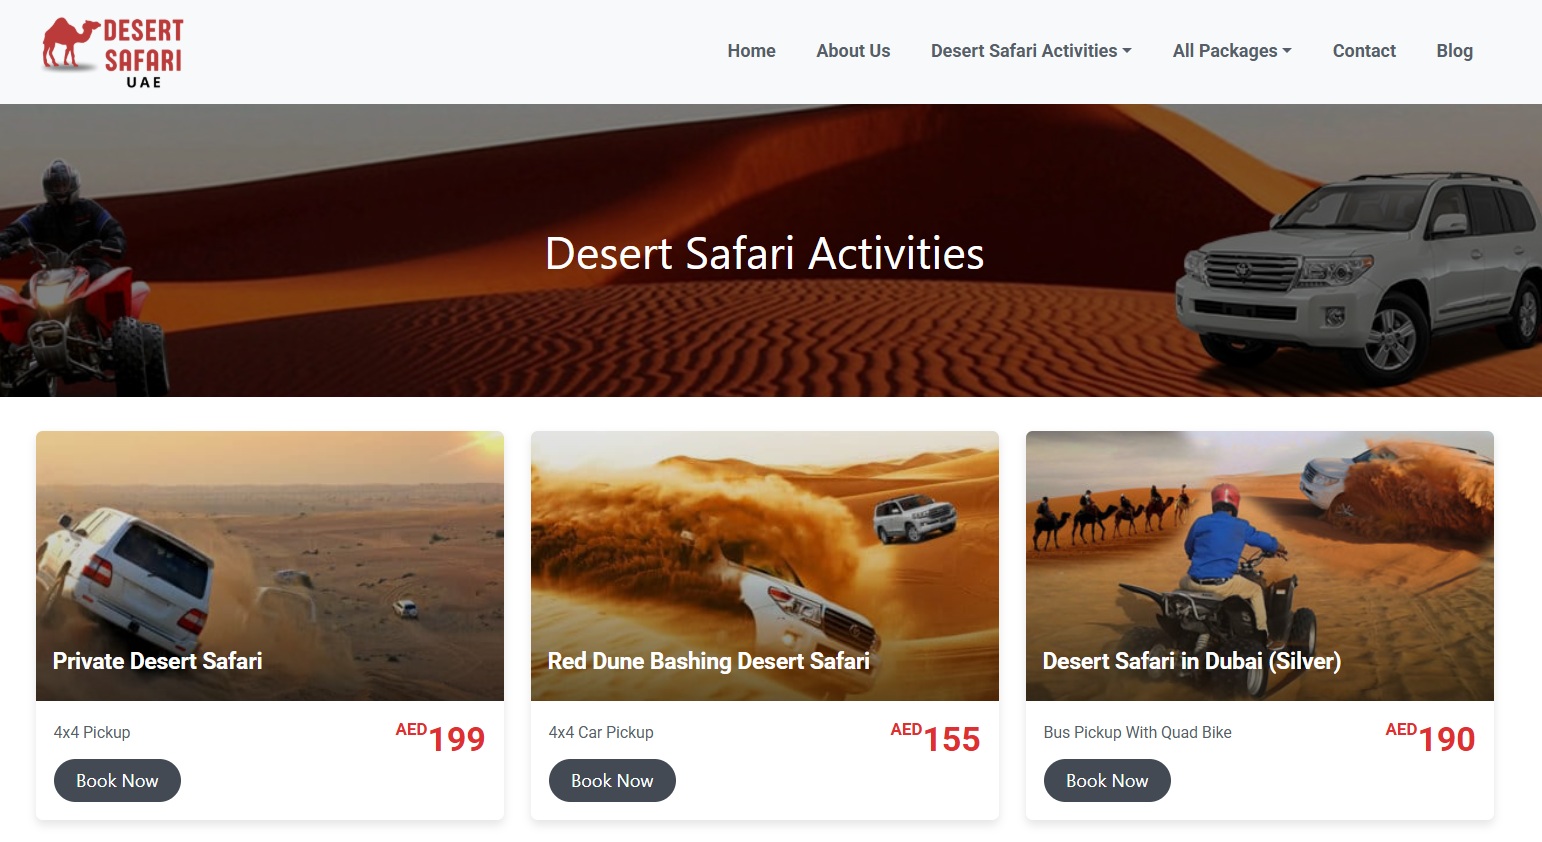 DESERT
SAFARI
UAE
Home About Us Desert Safari Activities All Packages Contact Blog
Desert Safari Activities
Private Desert Safari
4x4 Pickup AED199
Book Now
Red Dune Bashing Desert Safari
4x4 Car Pickup AED155
Book Now
Desert Safari in Dubai (Silver)
Bus Pickup With Quad Bike AED190
Book Now